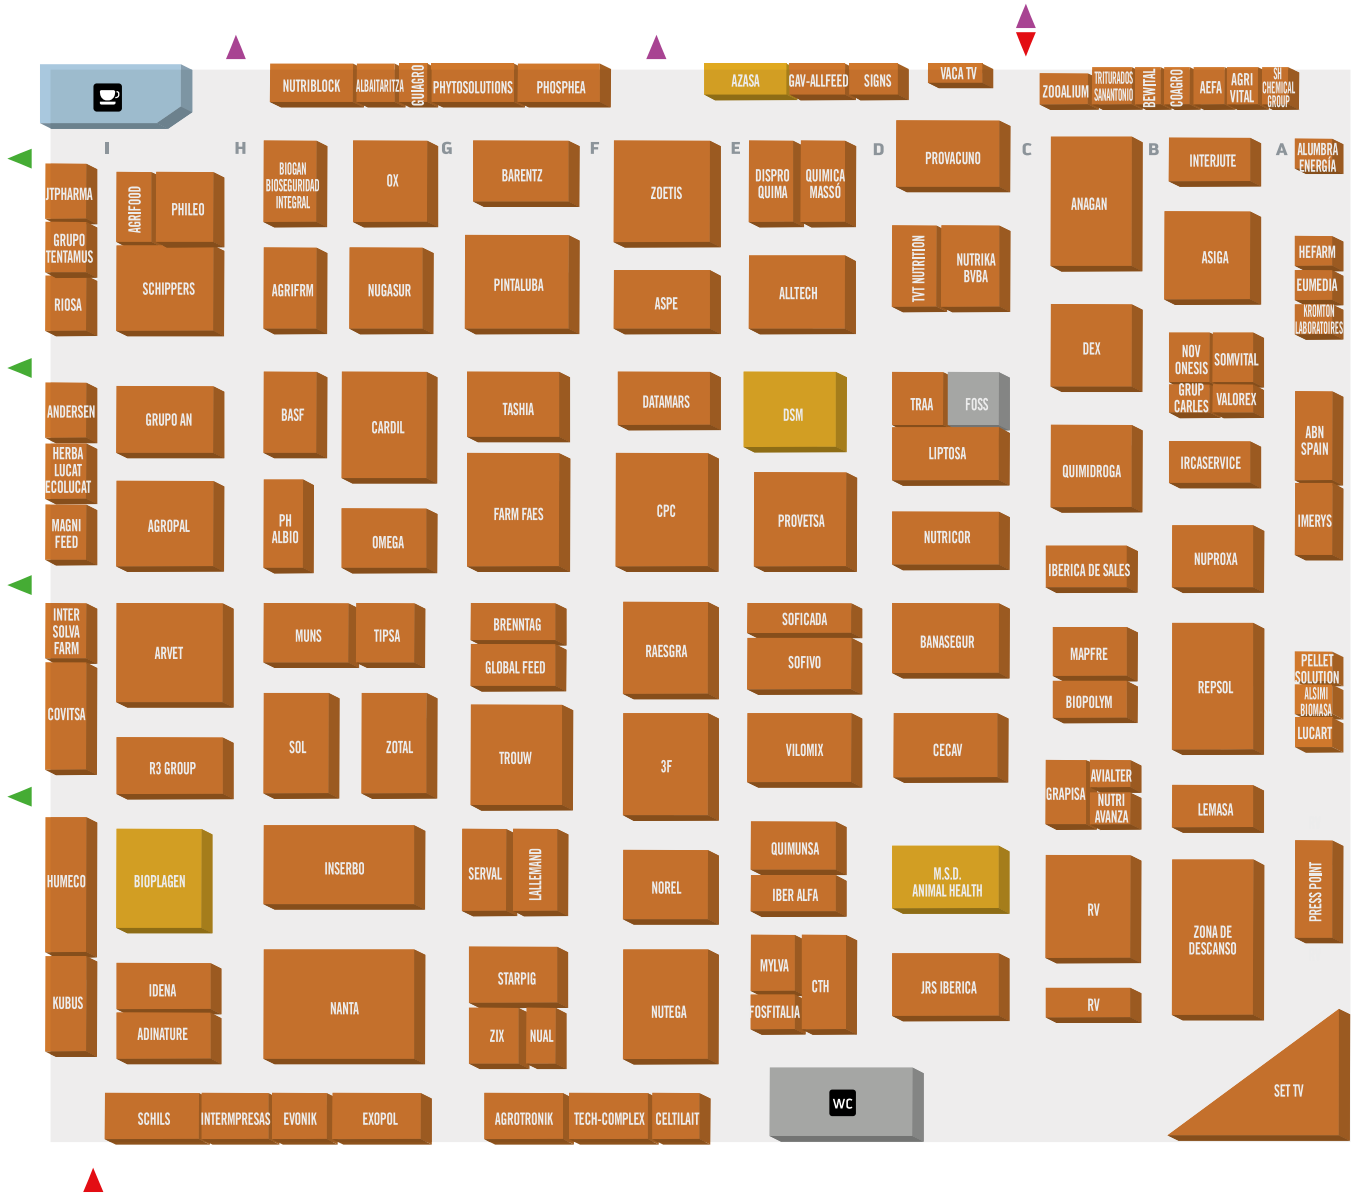 NUTRIBLOCK
ALBAITARITZA
GUIAGRO
PHYTOSOLUTIONS
PHOSPHEA
AZASA
GAV-ALLFEED
SIGNS
VACA TV
ZOOALIUM
TRITURADOS
SANANTONIO
BEWITAL
COAGRO
AEFA
AGRI
VITAL
SH
CHEMICAL
GROUP
I
H
G
F
E
D
C
B
A
JTPHARMA
GRUPO
TENTAMUS
RIOSA
AGRIFOOD
PHILEO
SCHIPPERS
BIOGAN
BIOSEGURIDAD
INTEGRAL
OX
AGRIFRM
NUGASUR
BARENTZ
PINTALUBA
ZOETIS
ASPE
DISPRO
QUIMA
QUIMICA
MASSÓ
ALLTECH
PROVACUNO
TVT NUTRITION
NUTRIKA
BVBA
ANAGAN
DEX
INTERJUTE
ASIGA
NOV
ONESIS
SOMVITAL
GRUP
CARLES
VALOREX
ALUMBRA
ENERGÍA
HEFARM
EUMEDIA
KROMTON
LABORATOIRES
ANDERSEN
HERBA
LUCAT
ECOLUCAT
MAGNI
FEED
GRUPO AN
AGROPAL
BASF
CARDIL
PH
ALBIO
OMEGA
TASHIA
FARM FAES
DATAMARS
CPC
DSM
PROVETSA
TRAA
FOSS
LIPTOSA
NUTRICOR
QUIMIDROGA
IBERICA DE SALES
IRCASERVICE
NUPROXA
ABN
SPAIN
IMERYS
INTER
SOLVA
FARM
COVITSA
ARVET
R3 GROUP
MUNS
TIPSA
SOL
ZOTAL
BRENNTAG
GLOBAL FEED
TROUW
RAESGRA
3F
SOFICADA
SOFIVO
VILOMIX
BANASEGUR
CECAV
MAPFRE
BIOPOLYM
GRAPISA
AVIALTER
NUTRI
AVANZA
REPSOL
LEMASA
PELLET
SOLUTION
ALSIMI
BIOMASA
LUCART
HUMECO
KUBUS
BIOPLAGEN
IDENA
ADINATURE
INSERBO
NANTA
SERVAL
LALLEMAND
STARPIG
ZIX
NUAL
NOREL
NUTEGA
QUIMUNSA
IBER ALFA
MYLVA
FOSFITALIA
CTH
M.S.D.
ANIMAL HEALTH
JRS IBERICA
RV
RV
ZONA DE
DESCANSO
PRESS POINT
SET TV
SCHILS
INTERMPRESAS
EVONIK
EXOPOL
AGROTRONIK
TECH-COMPLEX
CELTILAIT
WC